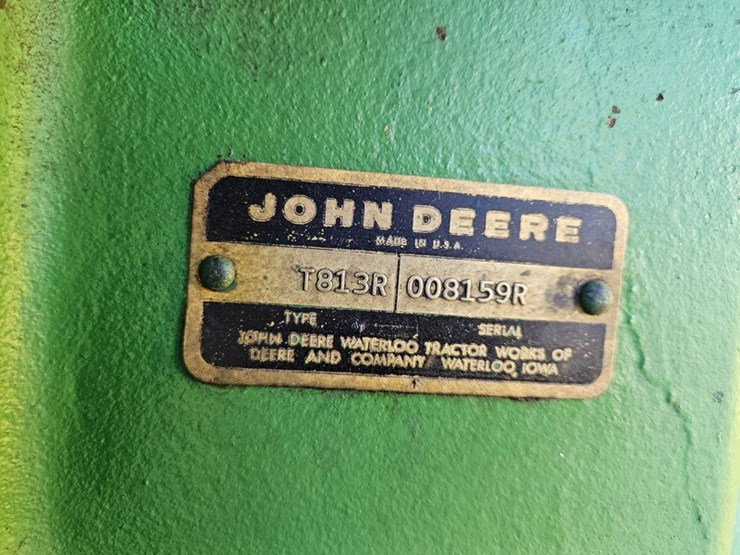 JOHN DEERE
MADE IN U.S.A.
T813R 008159R
TYPE SERIAL
JOHN DEERE WATERLOO TRACTOR WORKS OF
DEERE AND COMPANY WATERLOO, IOWA